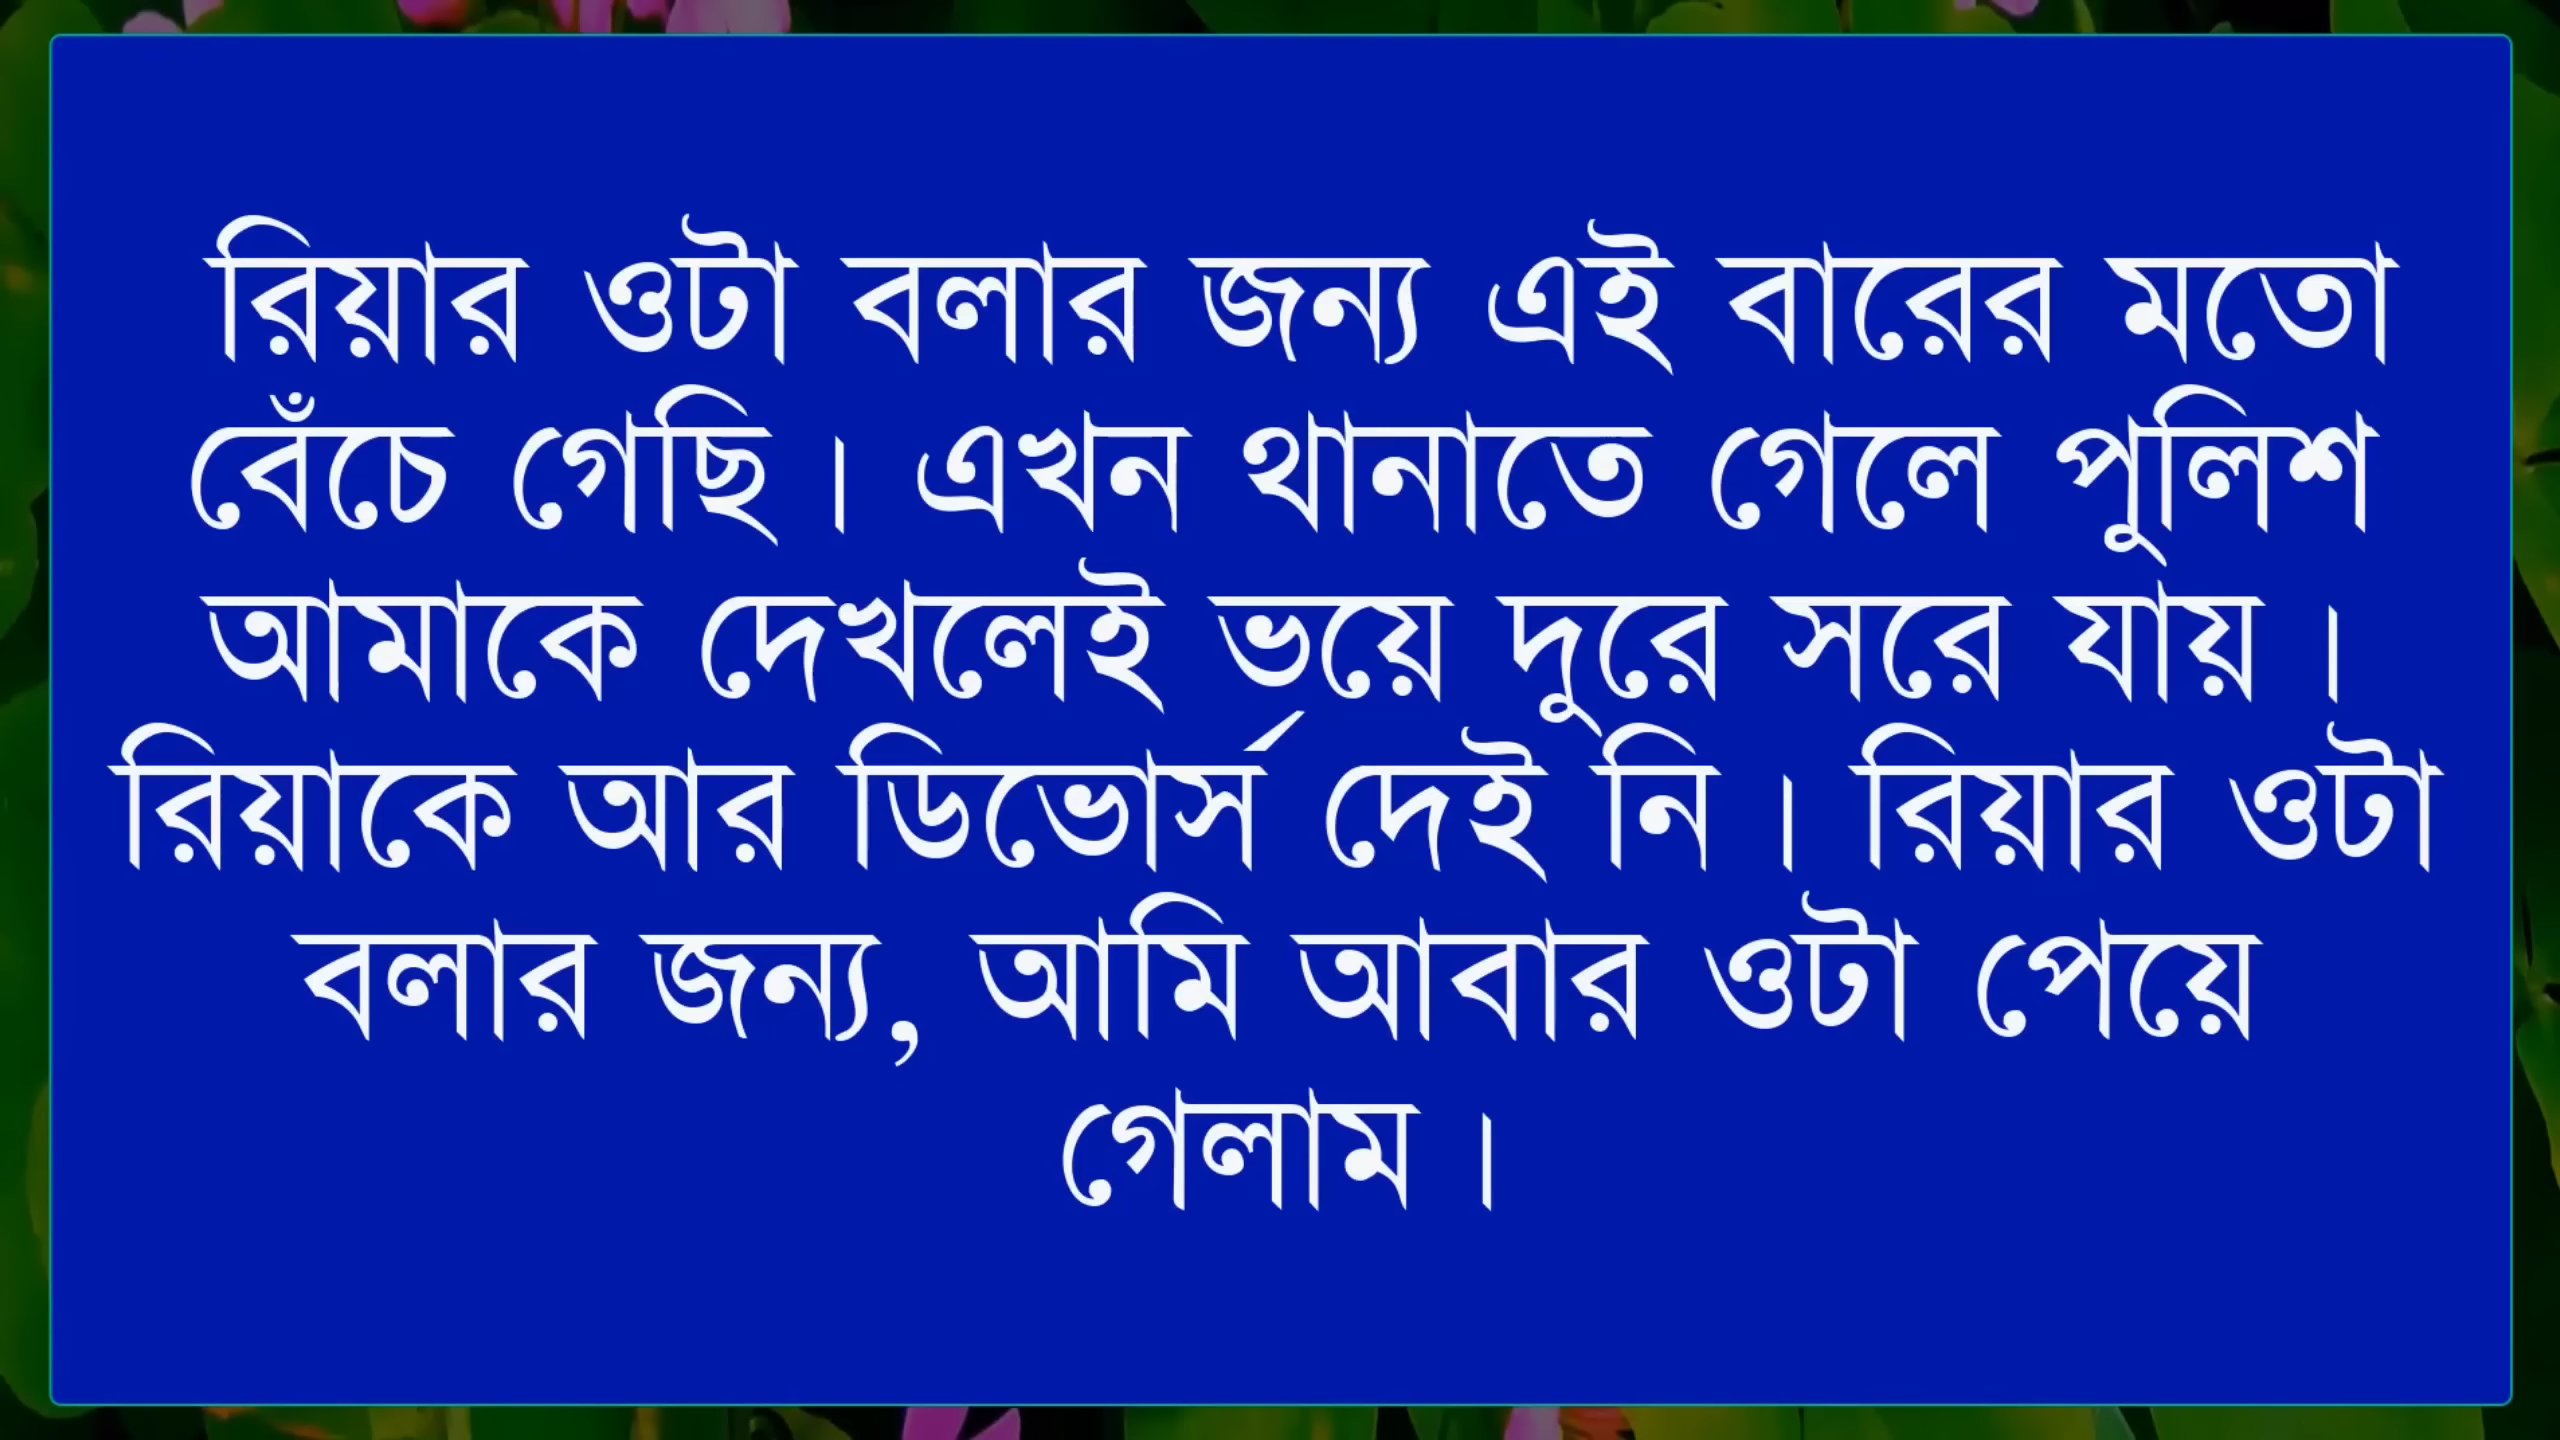 রিয়ার ওটা বলার জন্য এই বারের মতো
বেঁচে গেছি। এখন থানাতে গেলে পুলিশ
আমাকে দেখলেই ভয়ে দুরে সরে যায়।
রিয়াকে আর ডিভোর্স দেই নি। রিয়ার ওটা
বলার জন্য, আমি আবার ওটা পেয়ে
গেলাম।